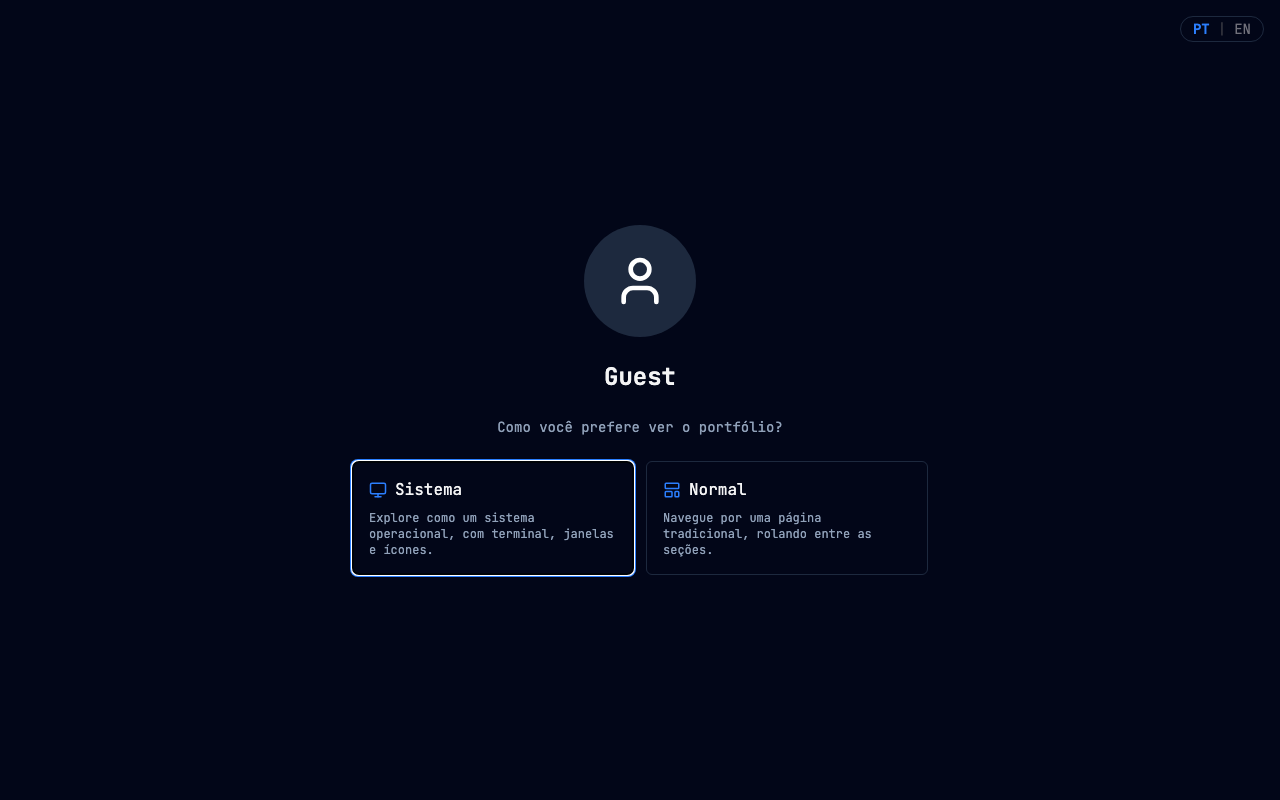 PT | EN
Guest
Como você prefere ver o portfólio?
Sistema
Explore como um sistema
operacional, com terminal, janelas
e ícones.
Normal
Navegue por uma página
tradicional, rolando entre as
seções.